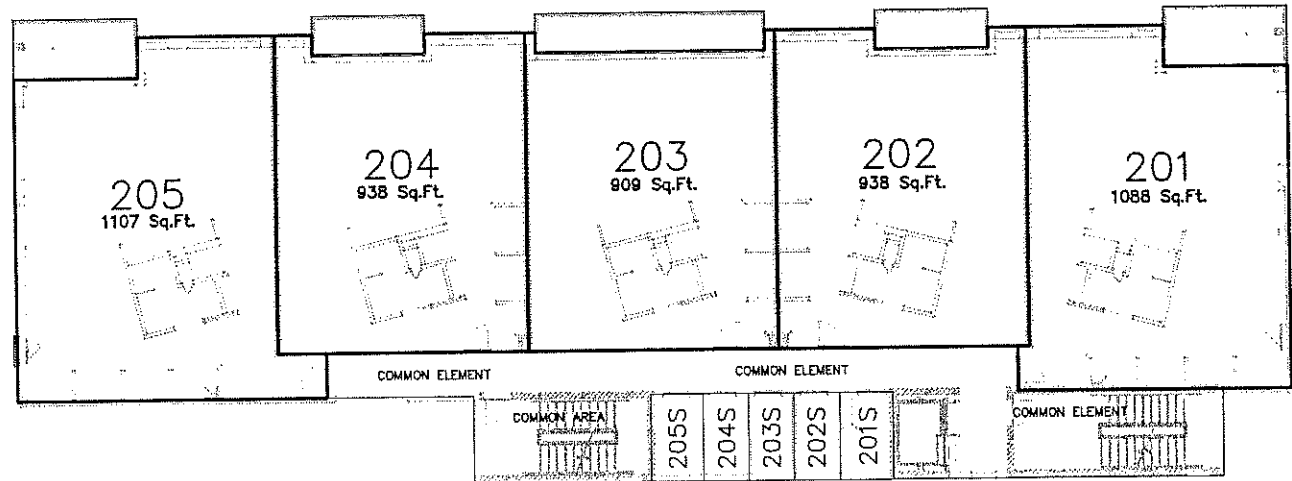 205
1107 Sq.Ft.
204
938 Sq.Ft.
203
909 Sq.Ft.
202
938 Sq.Ft.
201
1088 Sq.Ft.
COMMON ELEMENT
COMMON ELEMENT
COMMON AREA
205S
204S
203S
202S
201S
COMMON ELEMENT